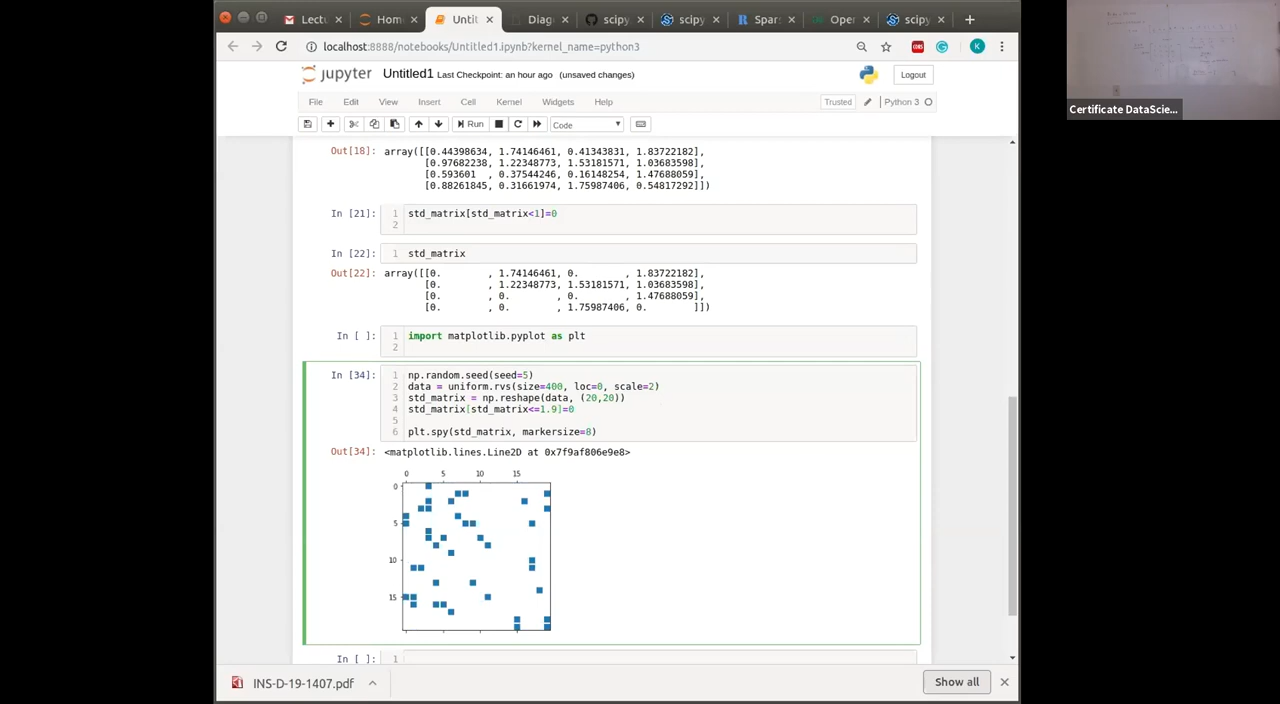 Lectu
Home
Untit
Diag
scipy
scipy
Spars
Oper
scipy
localhost:8888/notebooks/Untitled1.ipynb?kernel_name=python3
CORS
K
jupyter Untitled1 Last Checkpoint: an hour ago (unsaved changes)
Logout
File Edit View Insert Cell Kernel Widgets Help
Trusted Python 3
Run
Code
Out[18]: array([[0.44398634, 1.74146461, 0.41343831, 1.83722182],
[0.97682238, 1.22348773, 1.53181571, 1.03683598],
[0.593601  , 0.37544246, 0.16148254, 1.47688059],
[0.88261845, 0.31661974, 1.75987406, 0.54817292]])
In [21]: 1 std_matrix[std_matrix<1]=0
2
In [22]: 1 std_matrix
Out[22]: array([[0.        , 1.74146461, 0.        , 1.83722182],
[0.        , 1.22348773, 1.53181571, 1.03683598],
[0.        , 0.        , 0.        , 1.47688059],
[0.        , 0.        , 1.75987406, 0.        ]])
In [ ]: 1 import matplotlib.pyplot as plt
2
In [34]: 1 np.random.seed(seed=5)
2 data = uniform.rvs(size=400, loc=0, scale=2)
3 std_matrix = np.reshape(data, (20,20))
4 std_matrix[std_matrix<=1.9]=0
5
6 plt.spy(std_matrix, markersize=8)
Out[34]: <matplotlib.lines.Line2D at 0x7f9af806e9e8>
0 5 10 15
0
5
10
15
In [ ]: 1
INS-D-19-1407.pdf
Show all
Certificate DataScie...